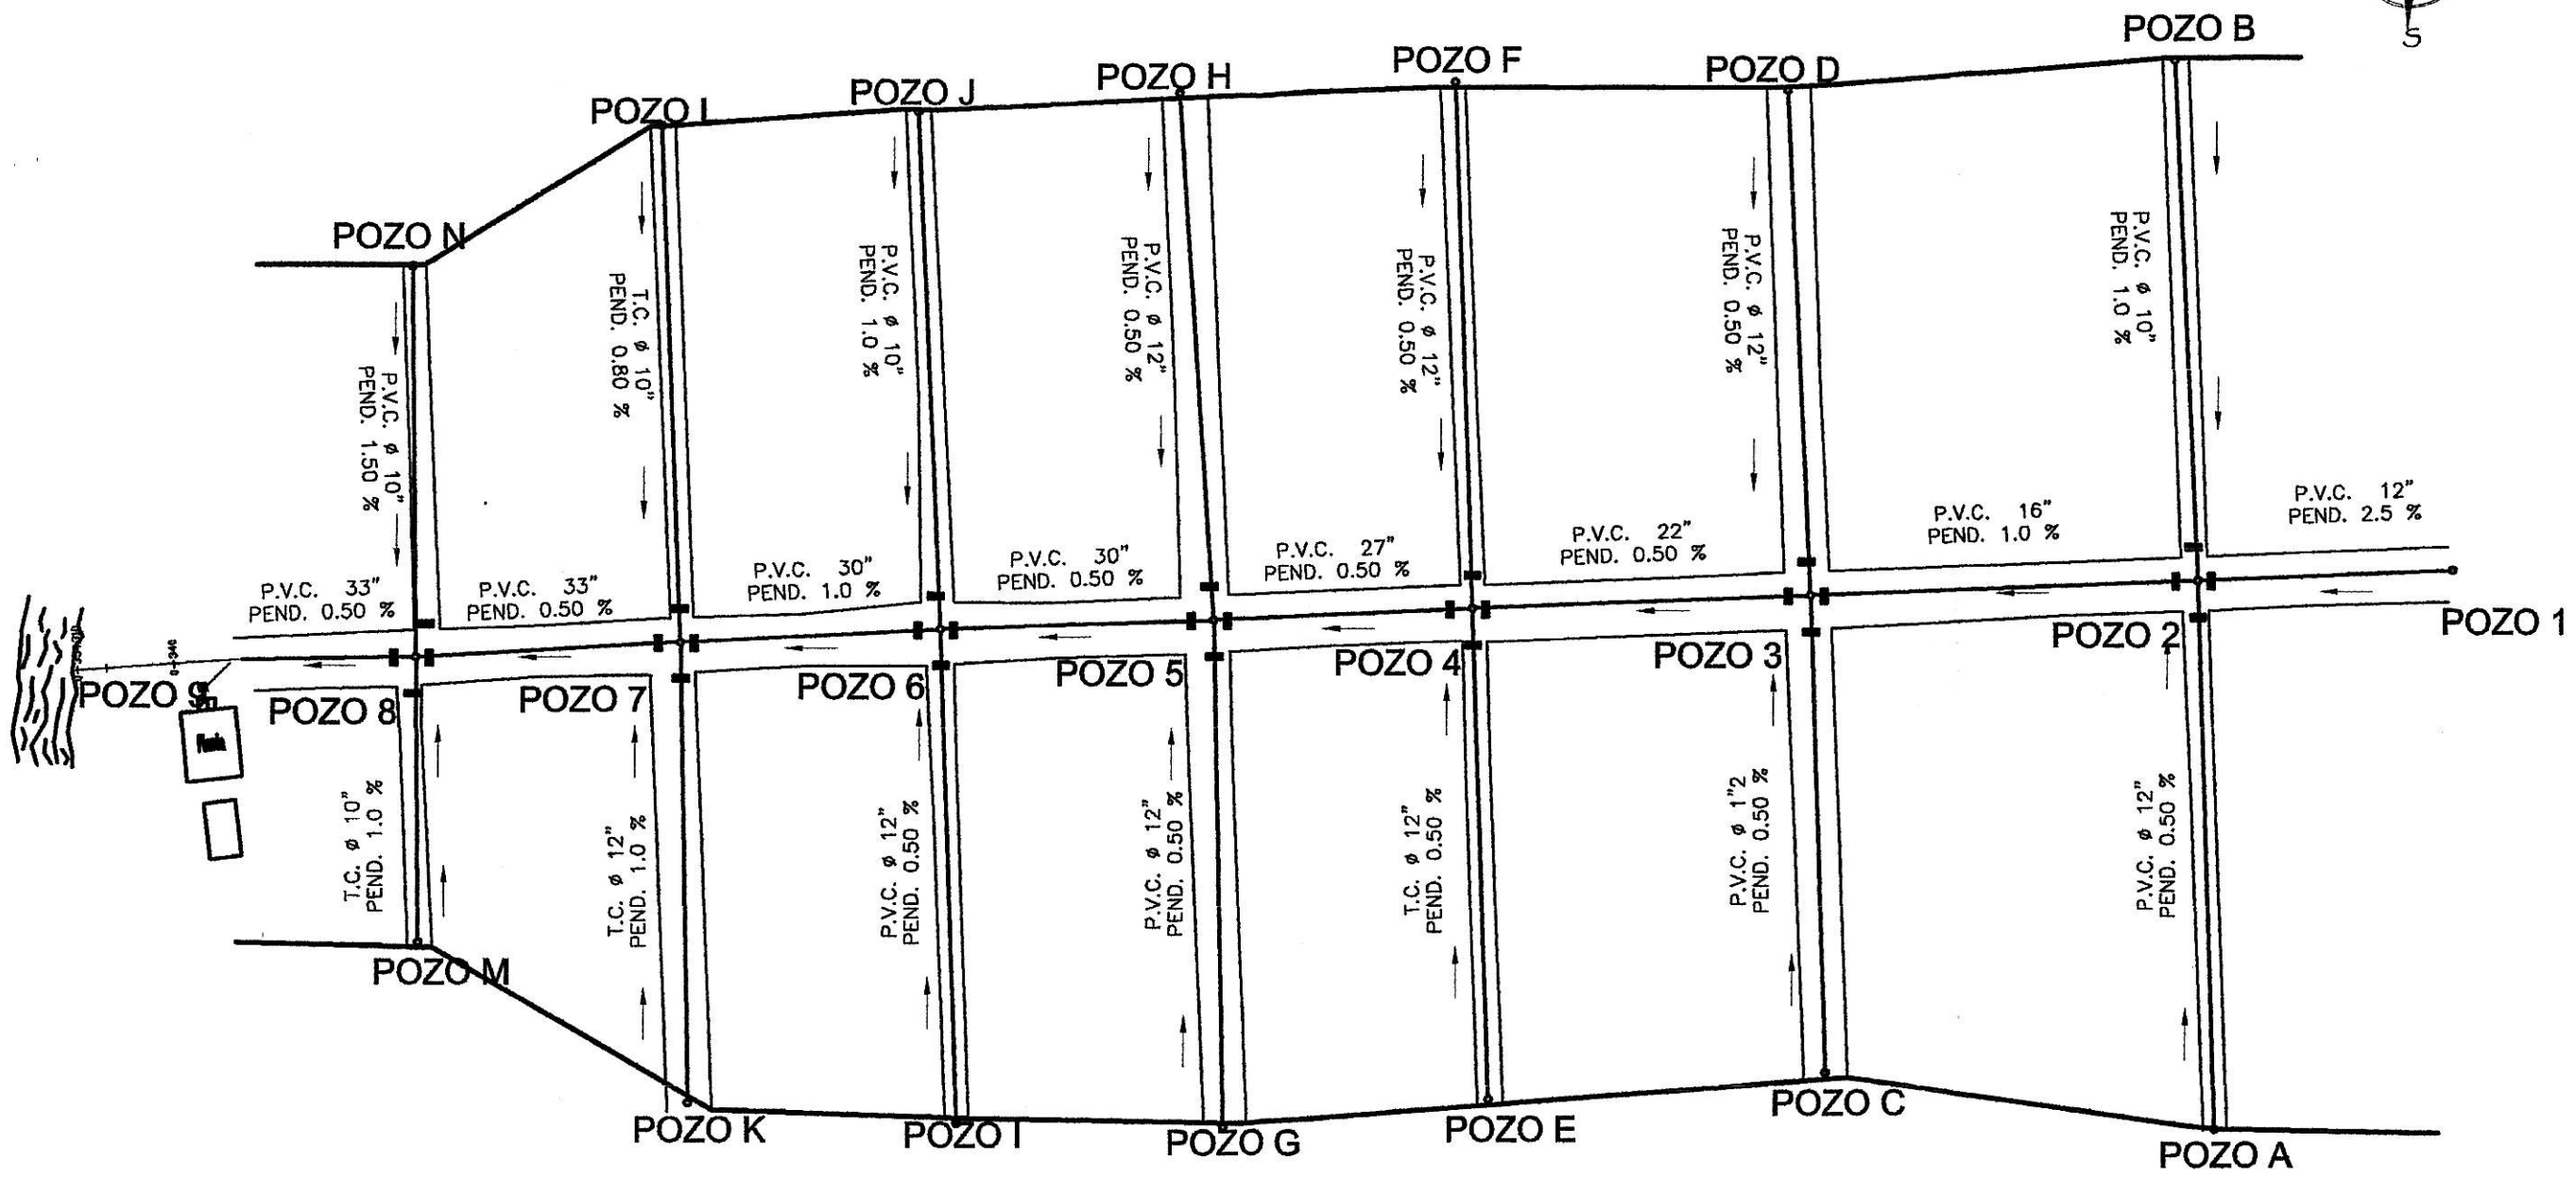 S
POZO B
POZO F
POZO D
POZO H
POZO J
POZO I
POZO N
P.V.C. ø 10"
PEND. 1.50 %
T.C. ø 10"
PEND. 0.80 %
P.V.C. ø 10"
PEND. 1.0 %
P.V.C. ø 12"
PEND. 0.50 %
P.V.C. ø 12"
PEND. 0.50 %
P.V.C. ø 12"
PEND. 0.50 %
P.V.C. ø 10"
PEND. 1.0 %
P.V.C. 33"
PEND. 0.50 %
P.V.C. 33"
PEND. 0.50 %
P.V.C. 30"
PEND. 1.0 %
P.V.C. 30"
PEND. 0.50 %
P.V.C. 27"
PEND. 0.50 %
P.V.C. 22"
PEND. 0.50 %
P.V.C. 16"
PEND. 1.0 %
P.V.C. 12"
PEND. 2.5 %
POZO 9
POZO 8
POZO 7
POZO 6
POZO 5
POZO 4
POZO 3
POZO 2
POZO 1
T.C. ø 10"
PEND. 1.0 %
T.C. ø 12"
PEND. 1.0 %
P.V.C. ø 12"
PEND. 0.50 %
P.V.C. ø 12"
PEND. 0.50 %
T.C. ø 12"
PEND. 0.50 %
P.V.C. ø 1"2
PEND. 0.50 %
P.V.C. ø 12"
PEND. 0.50 %
POZO M
POZO K
POZO I
POZO G
POZO E
POZO C
POZO A